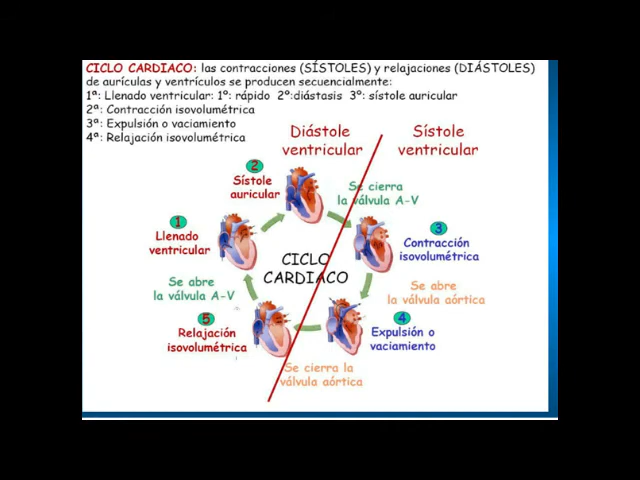 CICLO CARDIACO: las contracciones (SÍSTOLES) y relajaciones (DIÁSTOLES)
de aurículas y ventrículos se producen secuencialmente:
1ª: Llenado ventricular: 1º: rápido 2º:diástasis 3º: sístole auricular
2ª: Contracción isovolumétrica
3ª: Expulsión o vaciamiento
4ª: Relajación isovolumétrica
Diástole
ventricular
Sístole
ventricular
2
Sístole
auricular
Se cierra
la válvula A-V
1
Llenado
ventricular
3
Contracción
isovolumétrica
CICLO
CARDIACO
Se abre
la válvula A-V
Se abre
la válvula aórtica
5
Relajación
isovolumétrica
4
Expulsión o
vaciamiento
Se cierra la
válvula aórtica